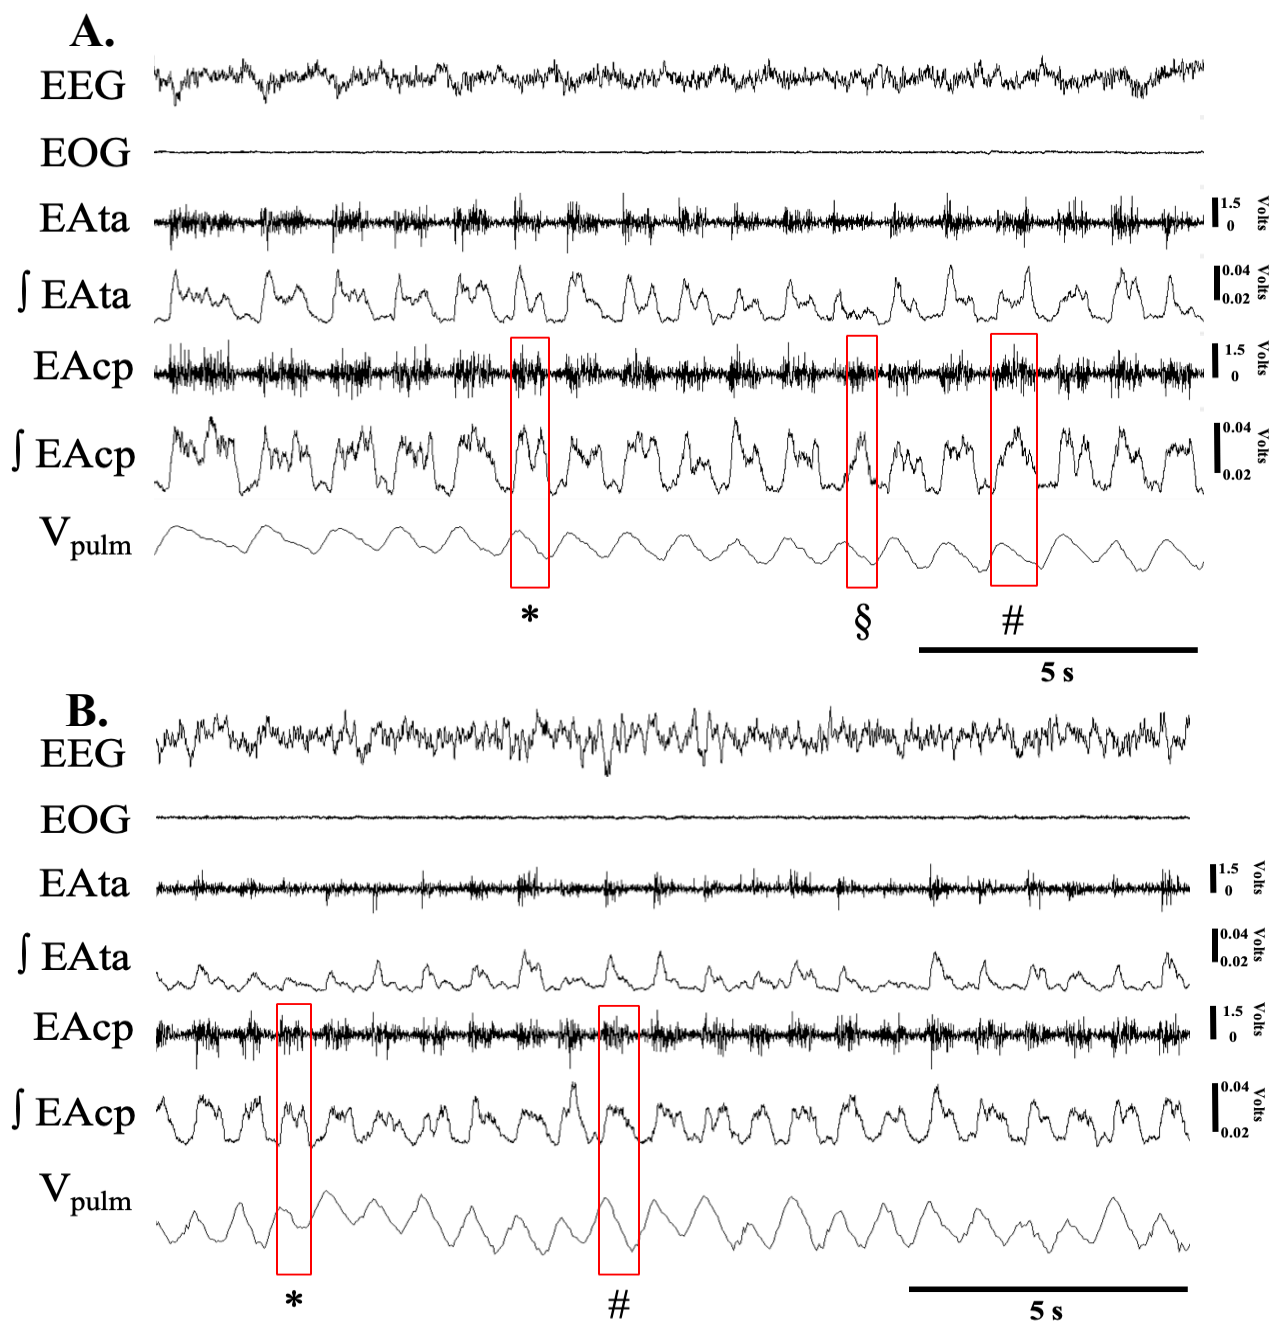 A.
EEG
EOG
EAta
1.5
0
Volts
∫ EAta
0.04
0.02
Volts
EAcp
1.5
0
Volts
∫ EAcp
0.04
0.02
Volts
Vpulm
* § #
5 s
B.
EEG
EOG
EAta
1.5
0
Volts
∫ EAta
0.04
0.02
Volts
EAcp
1.5
0
Volts
∫ EAcp
0.04
0.02
Volts
Vpulm
* #
5 s